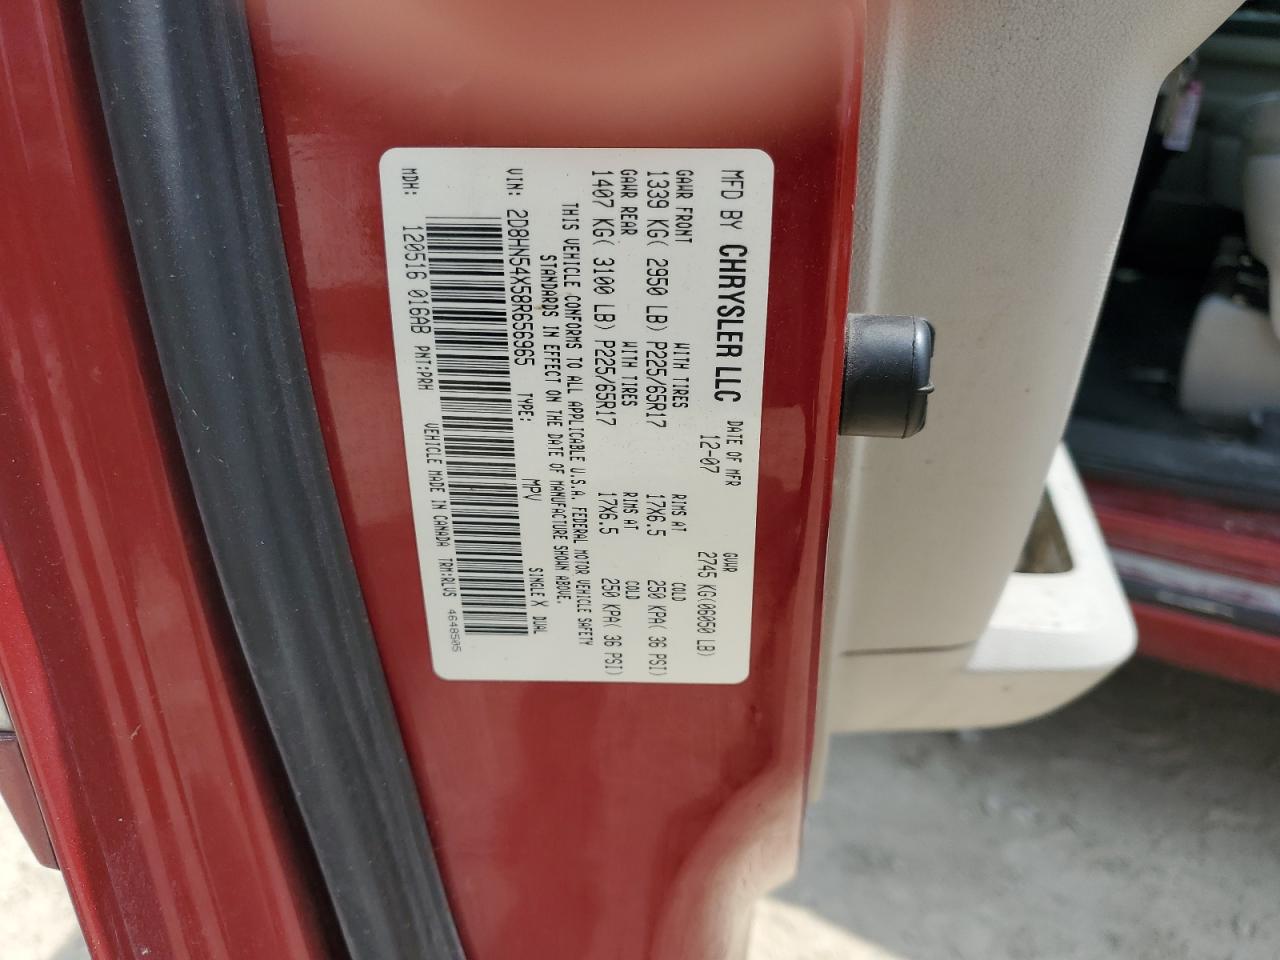 MFD BY CHRYSLER LLC DATE OF MFR 12-07 GVWR 2745 KG(06050 LB)
GAWR FRONT WITH TIRES RIMS AT COLD
1339 KG( 2950 LB) P225/65R17 17X6.5 250 KPA( 36 PSI)
GAWR REAR WITH TIRES RIMS AT COLD
1407 KG( 3100 LB) P225/65R17 17X6.5 250 KPA( 36 PSI)
THIS VEHICLE CONFORMS TO ALL APPLICABLE U.S.A. FEDERAL MOTOR VEHICLE SAFETY
STANDARDS IN EFFECT ON THE DATE OF MANUFACTURE SHOWN ABOVE.
VIN: 2D8HN54X58R656965 TYPE: MPV SINGLE X DUAL
MDH: 120516 016AB PNT:PRH VEHICLE MADE IN CANADA TRM:RLUS 4648505